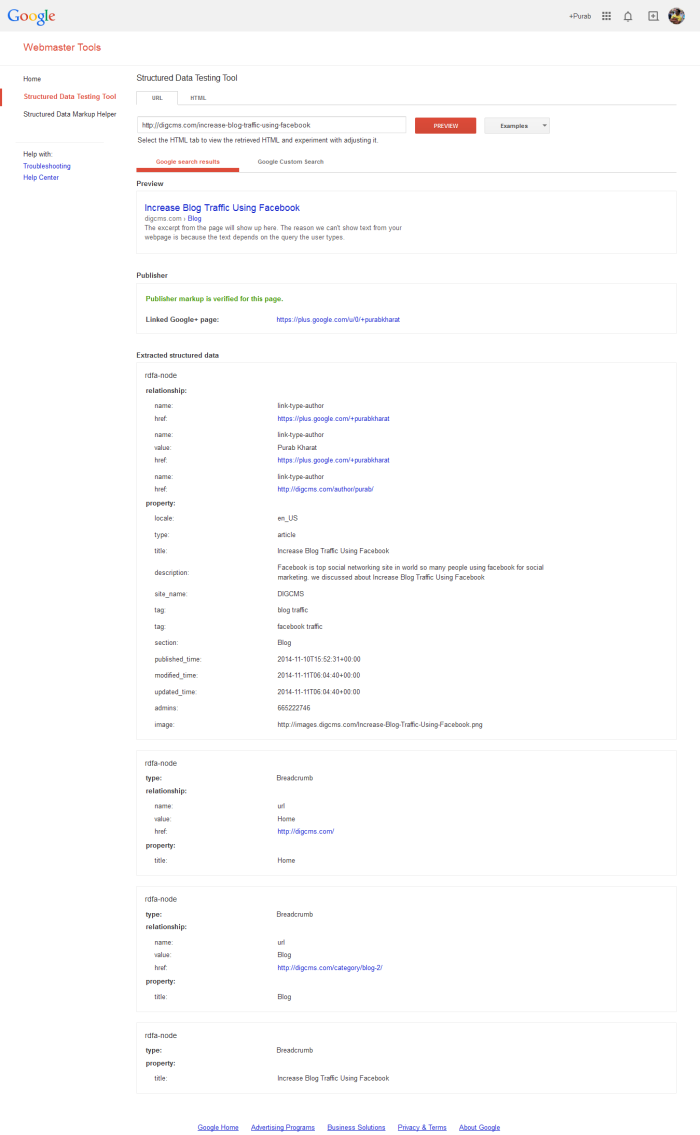 Google
+Purab
Webmaster Tools
Home
Structured Data Testing Tool
Structured Data Markup Helper
Help with:
Troubleshooting
Help Center
Structured Data Testing Tool
URL HTML
http://digcms.com/increase-blog-traffic-using-facebook PREVIEW Examples
Select the HTML tab to view the retrieved HTML and experiment with adjusting it.
Google search results Google Custom Search
Preview
Increase Blog Traffic Using Facebook
digcms.com › Blog
The excerpt from the page will show up here. The reason we can't show text from your
webpage is because the text depends on the query the user types.
Publisher
Publisher markup is verified for this page.
Linked Google+ page: https://plus.google.com/u/0/+purabkharat
Extracted structured data
rdfa-node
relationship:
name: link-type-author
href: https://plus.google.com/+purabkharat
name: link-type-author
value: Purab Kharat
href: https://plus.google.com/+purabkharat
name: link-type-author
href: http://digcms.com/author/purab/
property:
locale: en_US
type: article
title: Increase Blog Traffic Using Facebook
description: Facebook is top social networking site in world so many people using facebook for social
marketing. we discussed about Increase Blog Traffic Using Facebook
site_name: DIGCMS
tag: blog traffic
tag: facebook traffic
section: Blog
published_time: 2014-11-10T15:52:31+00:00
modified_time: 2014-11-11T06:04:40+00:00
updated_time: 2014-11-11T06:04:40+00:00
admins: 665222746
image: http://images.digcms.com/Increase-Blog-Traffic-Using-Facebook.png
rdfa-node
type: Breadcrumb
relationship:
name: url
value: Home
href: http://digcms.com/
property:
title: Home
rdfa-node
type: Breadcrumb
relationship:
name: url
value: Blog
href: http://digcms.com/category/blog-2/
property:
title: Blog
rdfa-node
type: Breadcrumb
property:
title: Increase Blog Traffic Using Facebook
Google Home Advertising Programs Business Solutions Privacy & Terms About Google